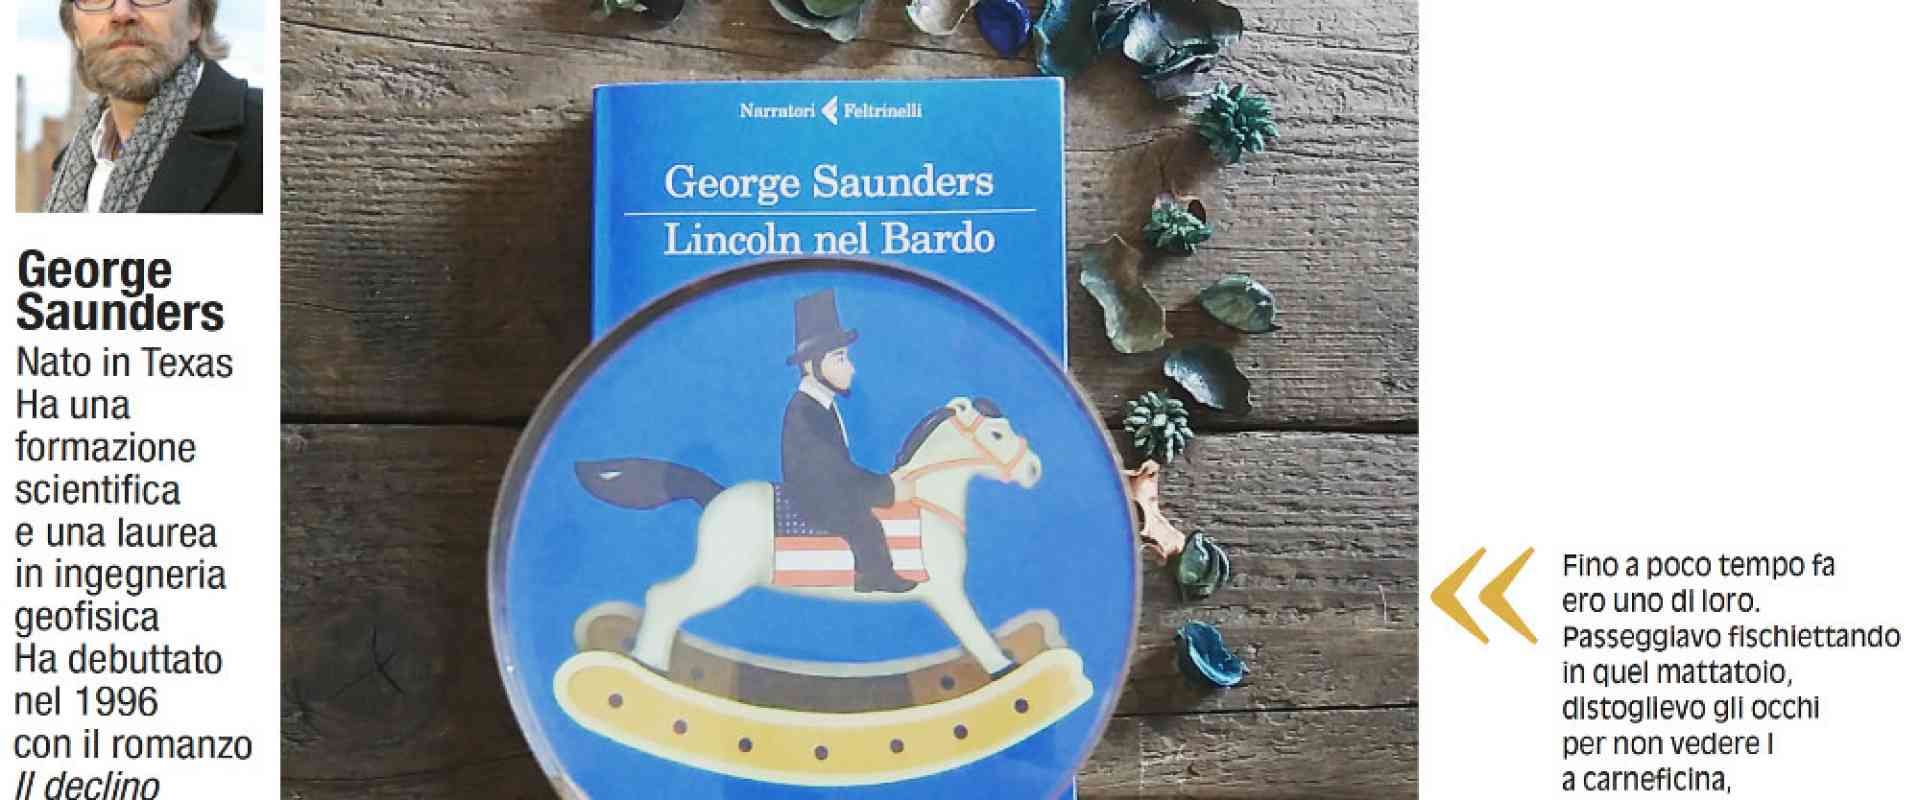 George
Saunders
Nato in Texas
Ha una
formazione
scientifica
e una laurea
in ingegneria
geofisica
Ha debuttato
nel 1996
con il romanzo
Il declino
Narratori Feltrinelli
George Saunders
Lincoln nel Bardo
« Fino a poco tempo fa
ero uno di loro.
Passeggiavo fischiettando
in quel mattatoio,
distoglievo gli occhi
per non vedere l
a carneficina,